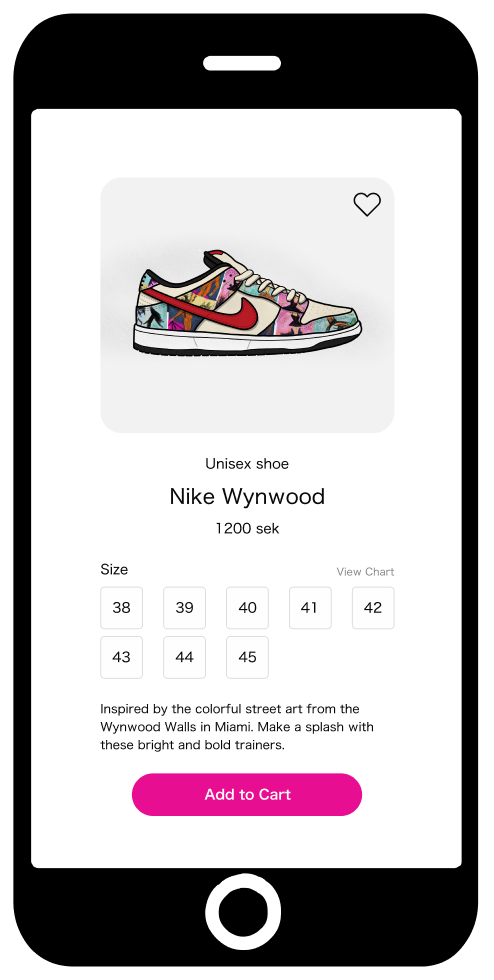 Unisex shoe
Nike Wynwood
1200 sek
Size
View Chart
38 39 40 41 42
43 44 45
Inspired by the colorful street art from the
Wynwood Walls in Miami. Make a splash with
these bright and bold trainers.
Add to Cart